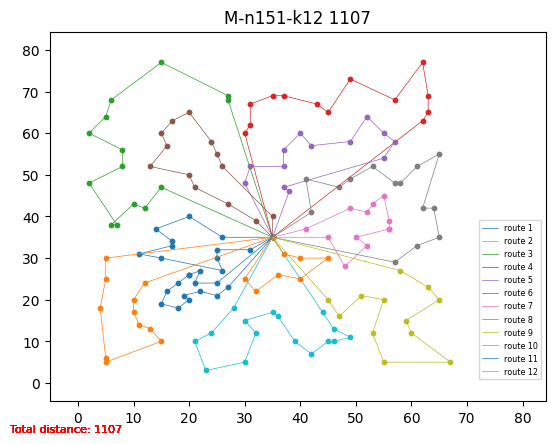 M-n151-k12 1107
80
70
60
50
40
30
20
10
0
0 10 20 30 40 50 60 70 80
route 1
route 2
route 3
route 4
route 5
route 6
route 7
route 8
route 9
route 10
route 11
route 12
Total distance: 1107